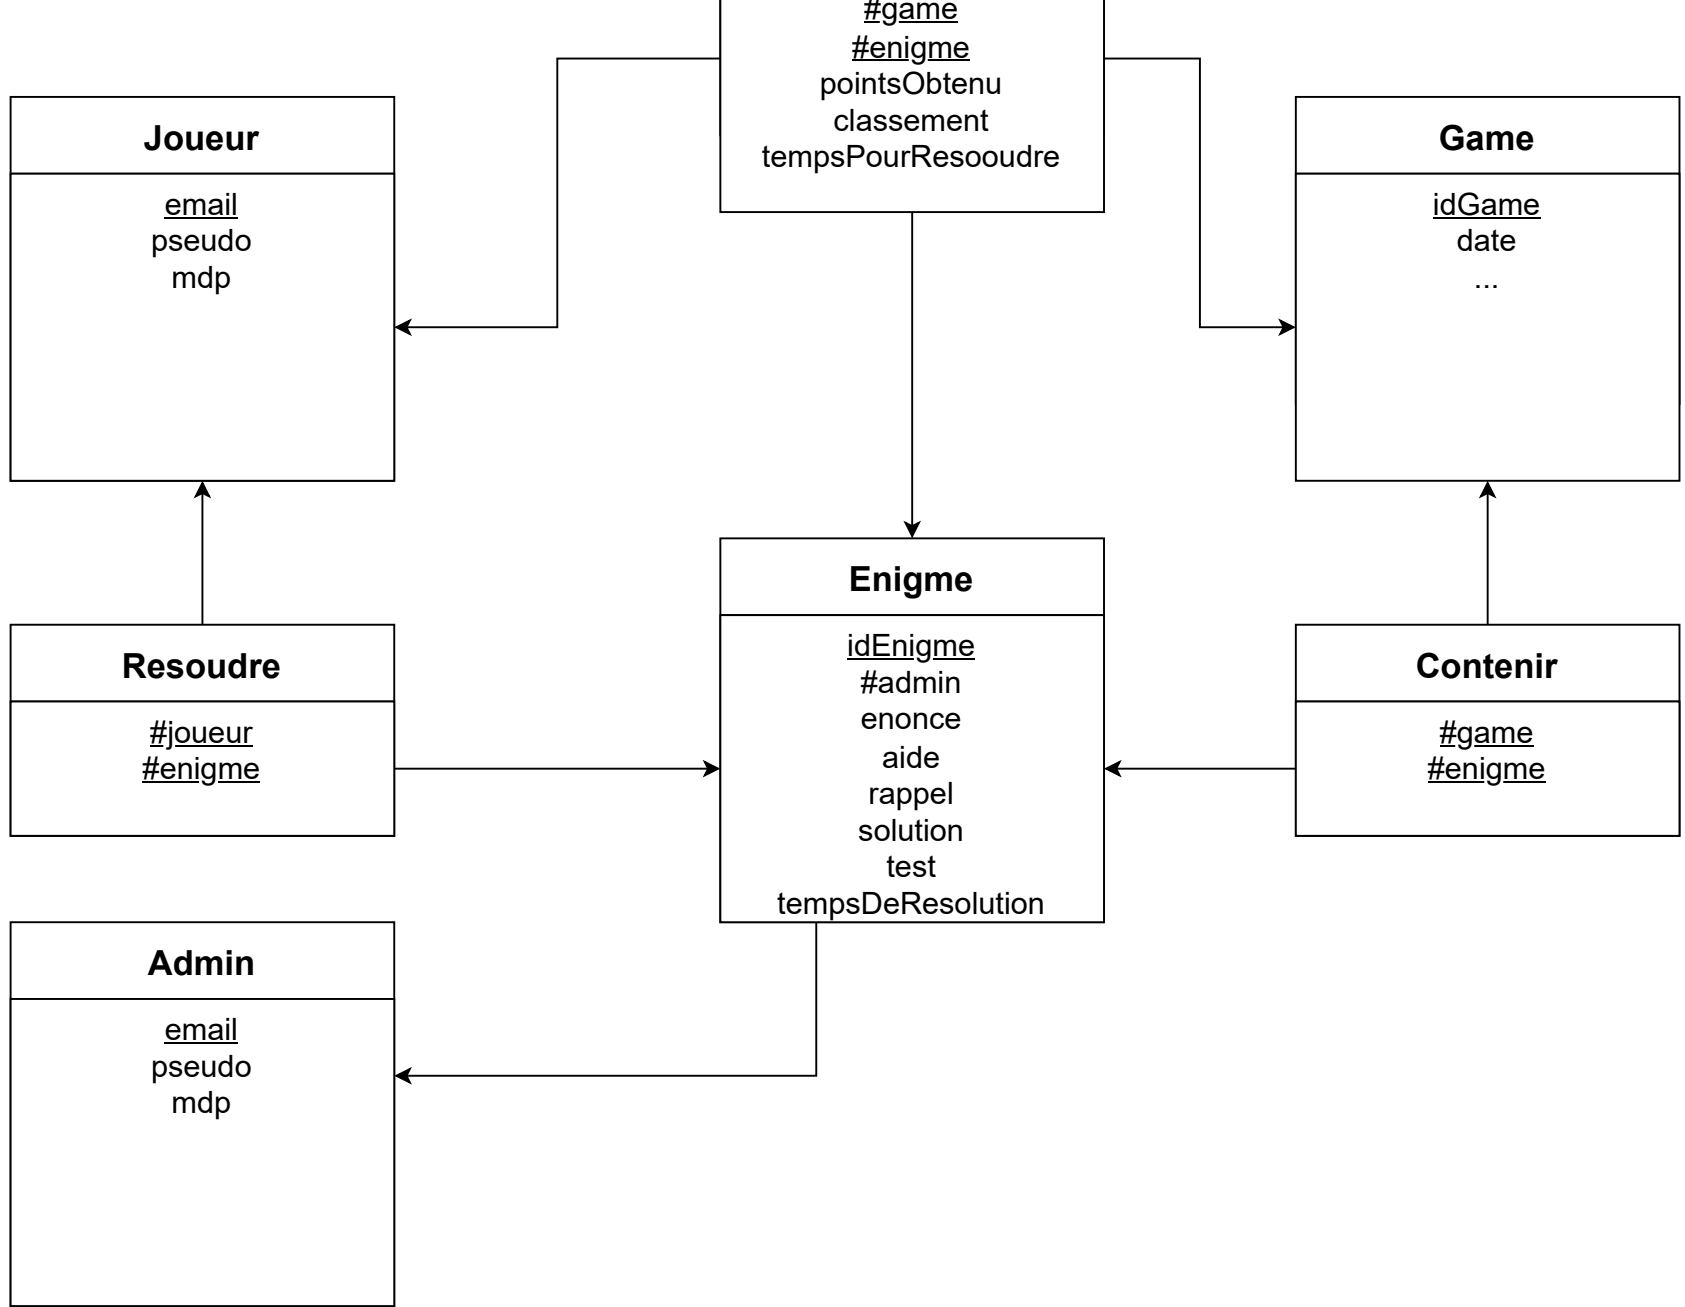 #game
#enigme
pointsObtenu
classement
tempsPourResooudre
Joueur
email
pseudo
mdp
Game
idGame
date
...
Enigme
idEnigme
#admin
enonce
aide
rappel
solution
test
tempsDeResolution
Resoudre
#joueur
#enigme
Contenir
#game
#enigme
Admin
email
pseudo
mdp